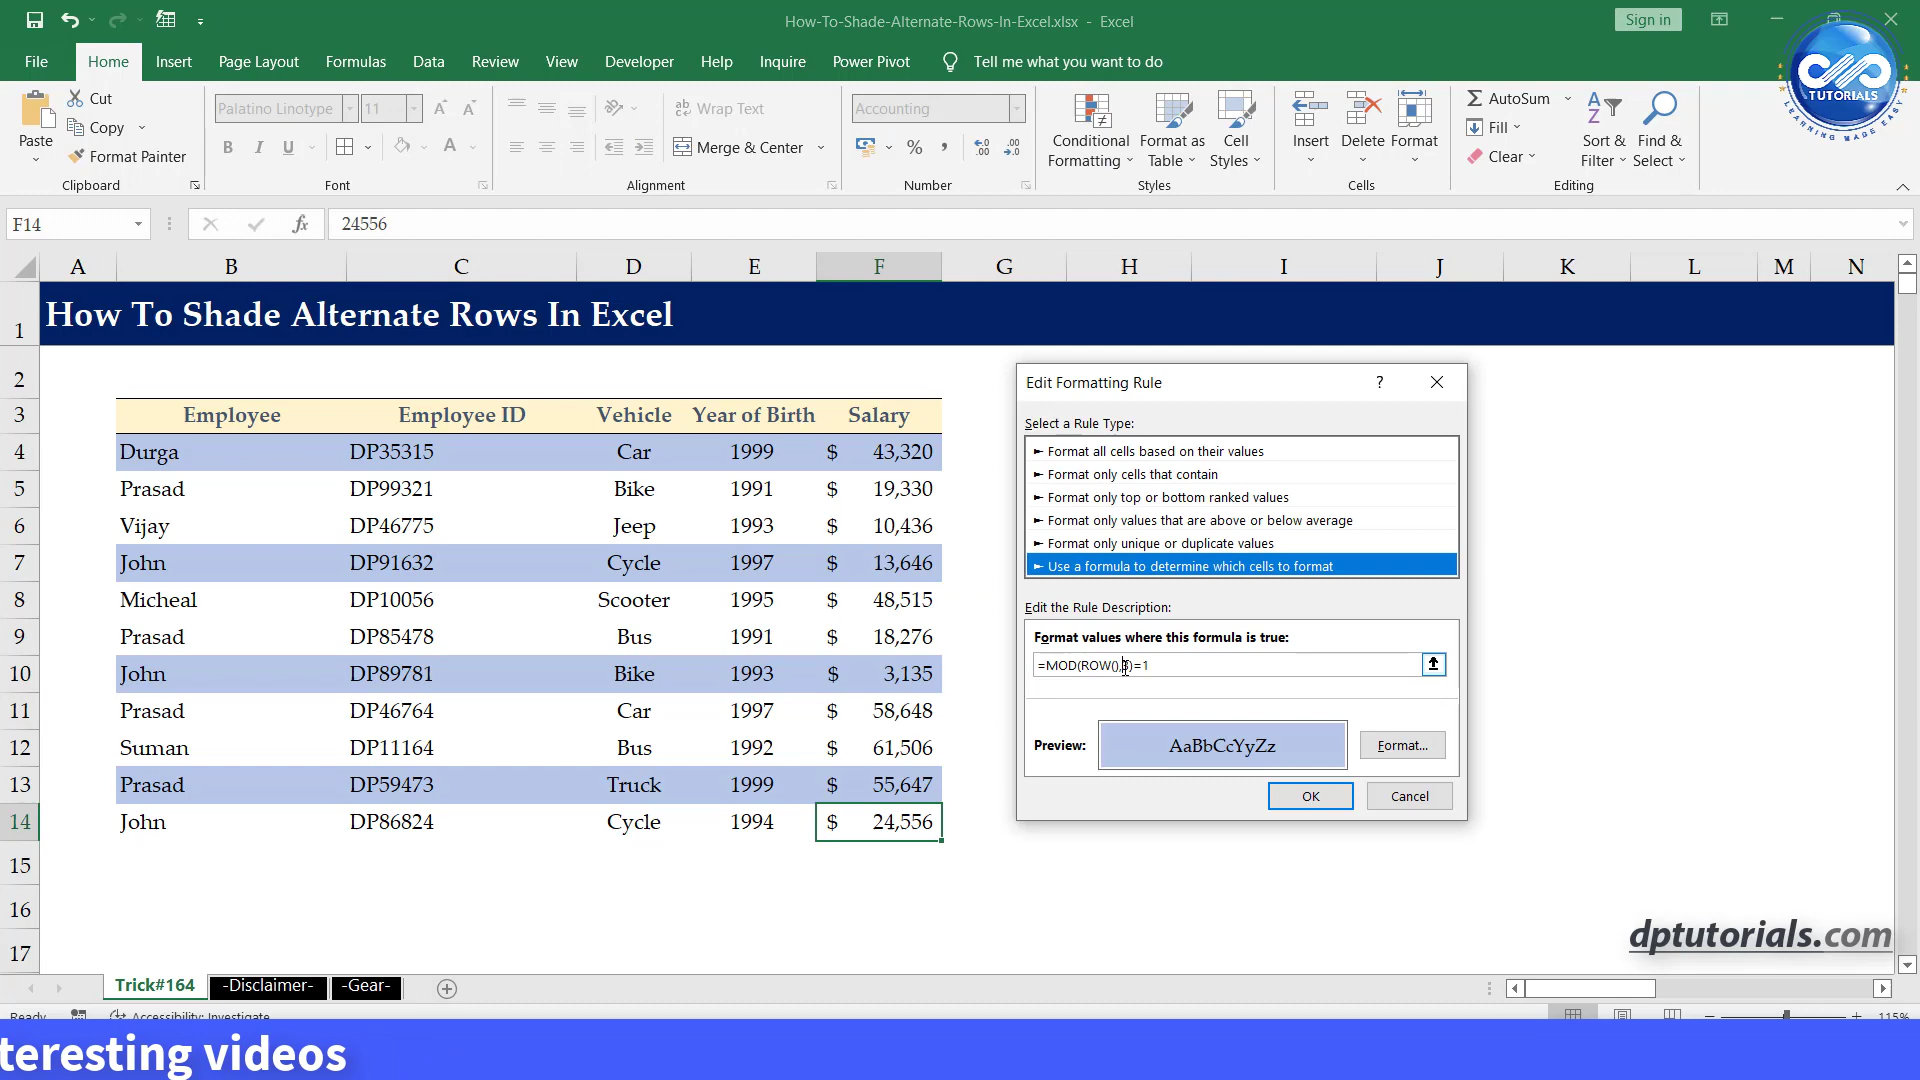 How-To-Shade-Alternate-Rows-In-Excel.xlsx - Excel
Sign in
File Home Insert Page Layout Formulas Data Review View Developer Help Inquire Power Pivot Tell me what you want to do
Cut
Copy
Format Painter
Paste
Clipboard
Palatino Linotype 11
B I U A
Font
ab Wrap Text
Merge & Center
Alignment
Accounting
% ,
Number
Conditional Formatting
Format as Table
Cell Styles
Styles
Insert Delete Format
Cells
AutoSum
Fill
Clear
Sort & Filter
Find & Select
Editing
TUTORIALS
LEARNING MADE EASY
F14 fx 24556
A B C D E F G H I J K L M N
1 How To Shade Alternate Rows In Excel
2
3 Employee Employee ID Vehicle Year of Birth Salary
4 Durga DP35315 Car 1999 $ 43,320
5 Prasad DP99321 Bike 1991 $ 19,330
6 Vijay DP46775 Jeep 1993 $ 10,436
7 John DP91632 Cycle 1997 $ 13,646
8 Micheal DP10056 Scooter 1995 $ 48,515
9 Prasad DP85478 Bus 1991 $ 18,276
10 John DP89781 Bike 1993 $ 3,135
11 Prasad DP46764 Car 1997 $ 58,648
12 Suman DP11164 Bus 1992 $ 61,506
13 Prasad DP59473 Truck 1999 $ 55,647
14 John DP86824 Cycle 1994 $ 24,556
15
16
17
Edit Formatting Rule ?
Select a Rule Type:
► Format all cells based on their values
► Format only cells that contain
► Format only top or bottom ranked values
► Format only values that are above or below average
► Format only unique or duplicate values
► Use a formula to determine which cells to format
Edit the Rule Description:
Format values where this formula is true:
=MOD(ROW(),3)=1
Preview: AaBbCcYyZz Format...
OK Cancel
dptutorials.com
Trick#164 -Disclaimer- -Gear-
Ready Accessibility: Investigate 115%
teresting videos